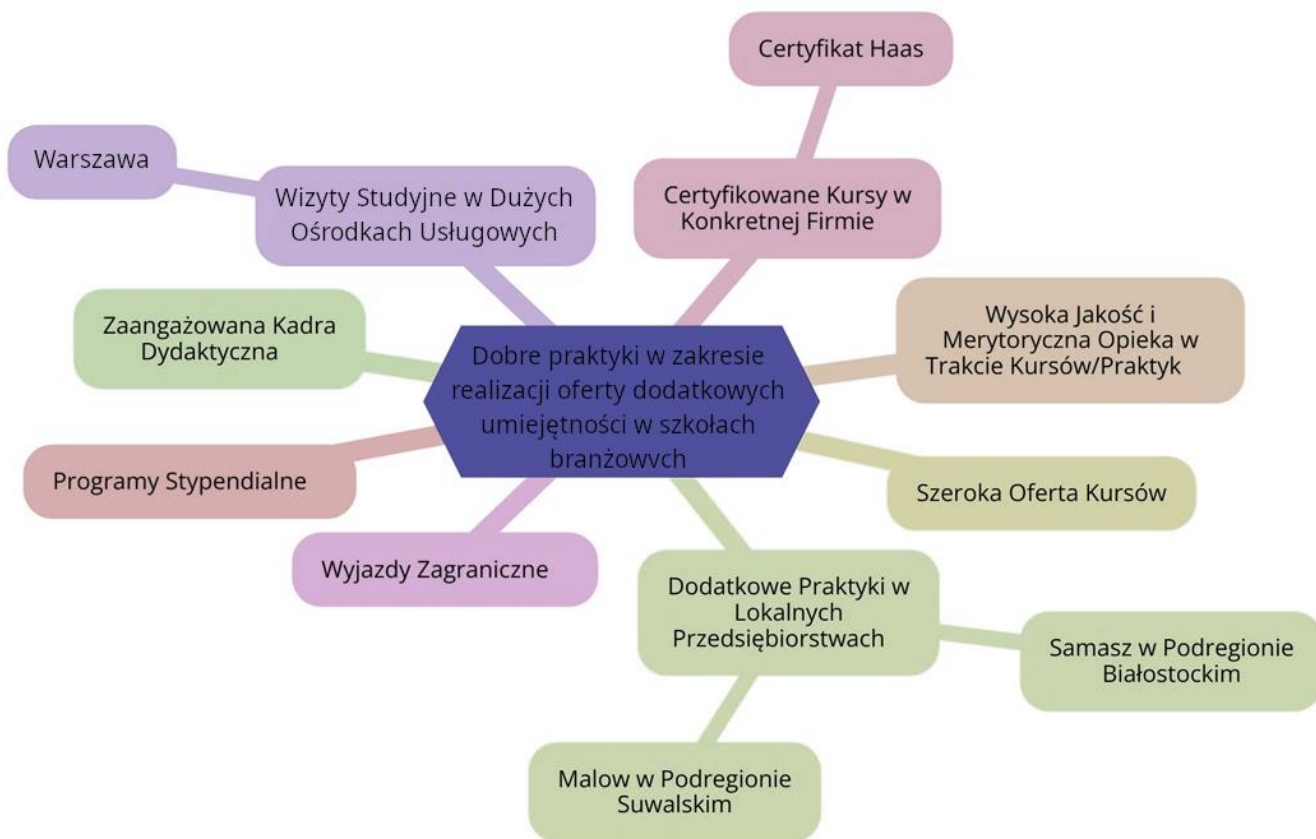 Certyfikat Haas
Warszawa
Wizyty Studyjne w Dużych
Ośrodkach Usługowych
Certyfikowane Kursy w
Konkretnej Firmie
Zaangażowana Kadra
Dydaktyczna
Dobre praktyki w zakresie
realizacji oferty dodatkowych
umiejętności w szkołach
branżowych
Wysoka Jakość i
Merytoryczna Opieka w
Trakcie Kursów/Praktyk
Programy Stypendialne
Szeroka Oferta Kursów
Wyjazdy Zagraniczne
Dodatkowe Praktyki w
Lokalnych
Przedsiębiorstwach
Samasz w Podregionie
Białostockim
Malow w Podregionie
Suwalskim